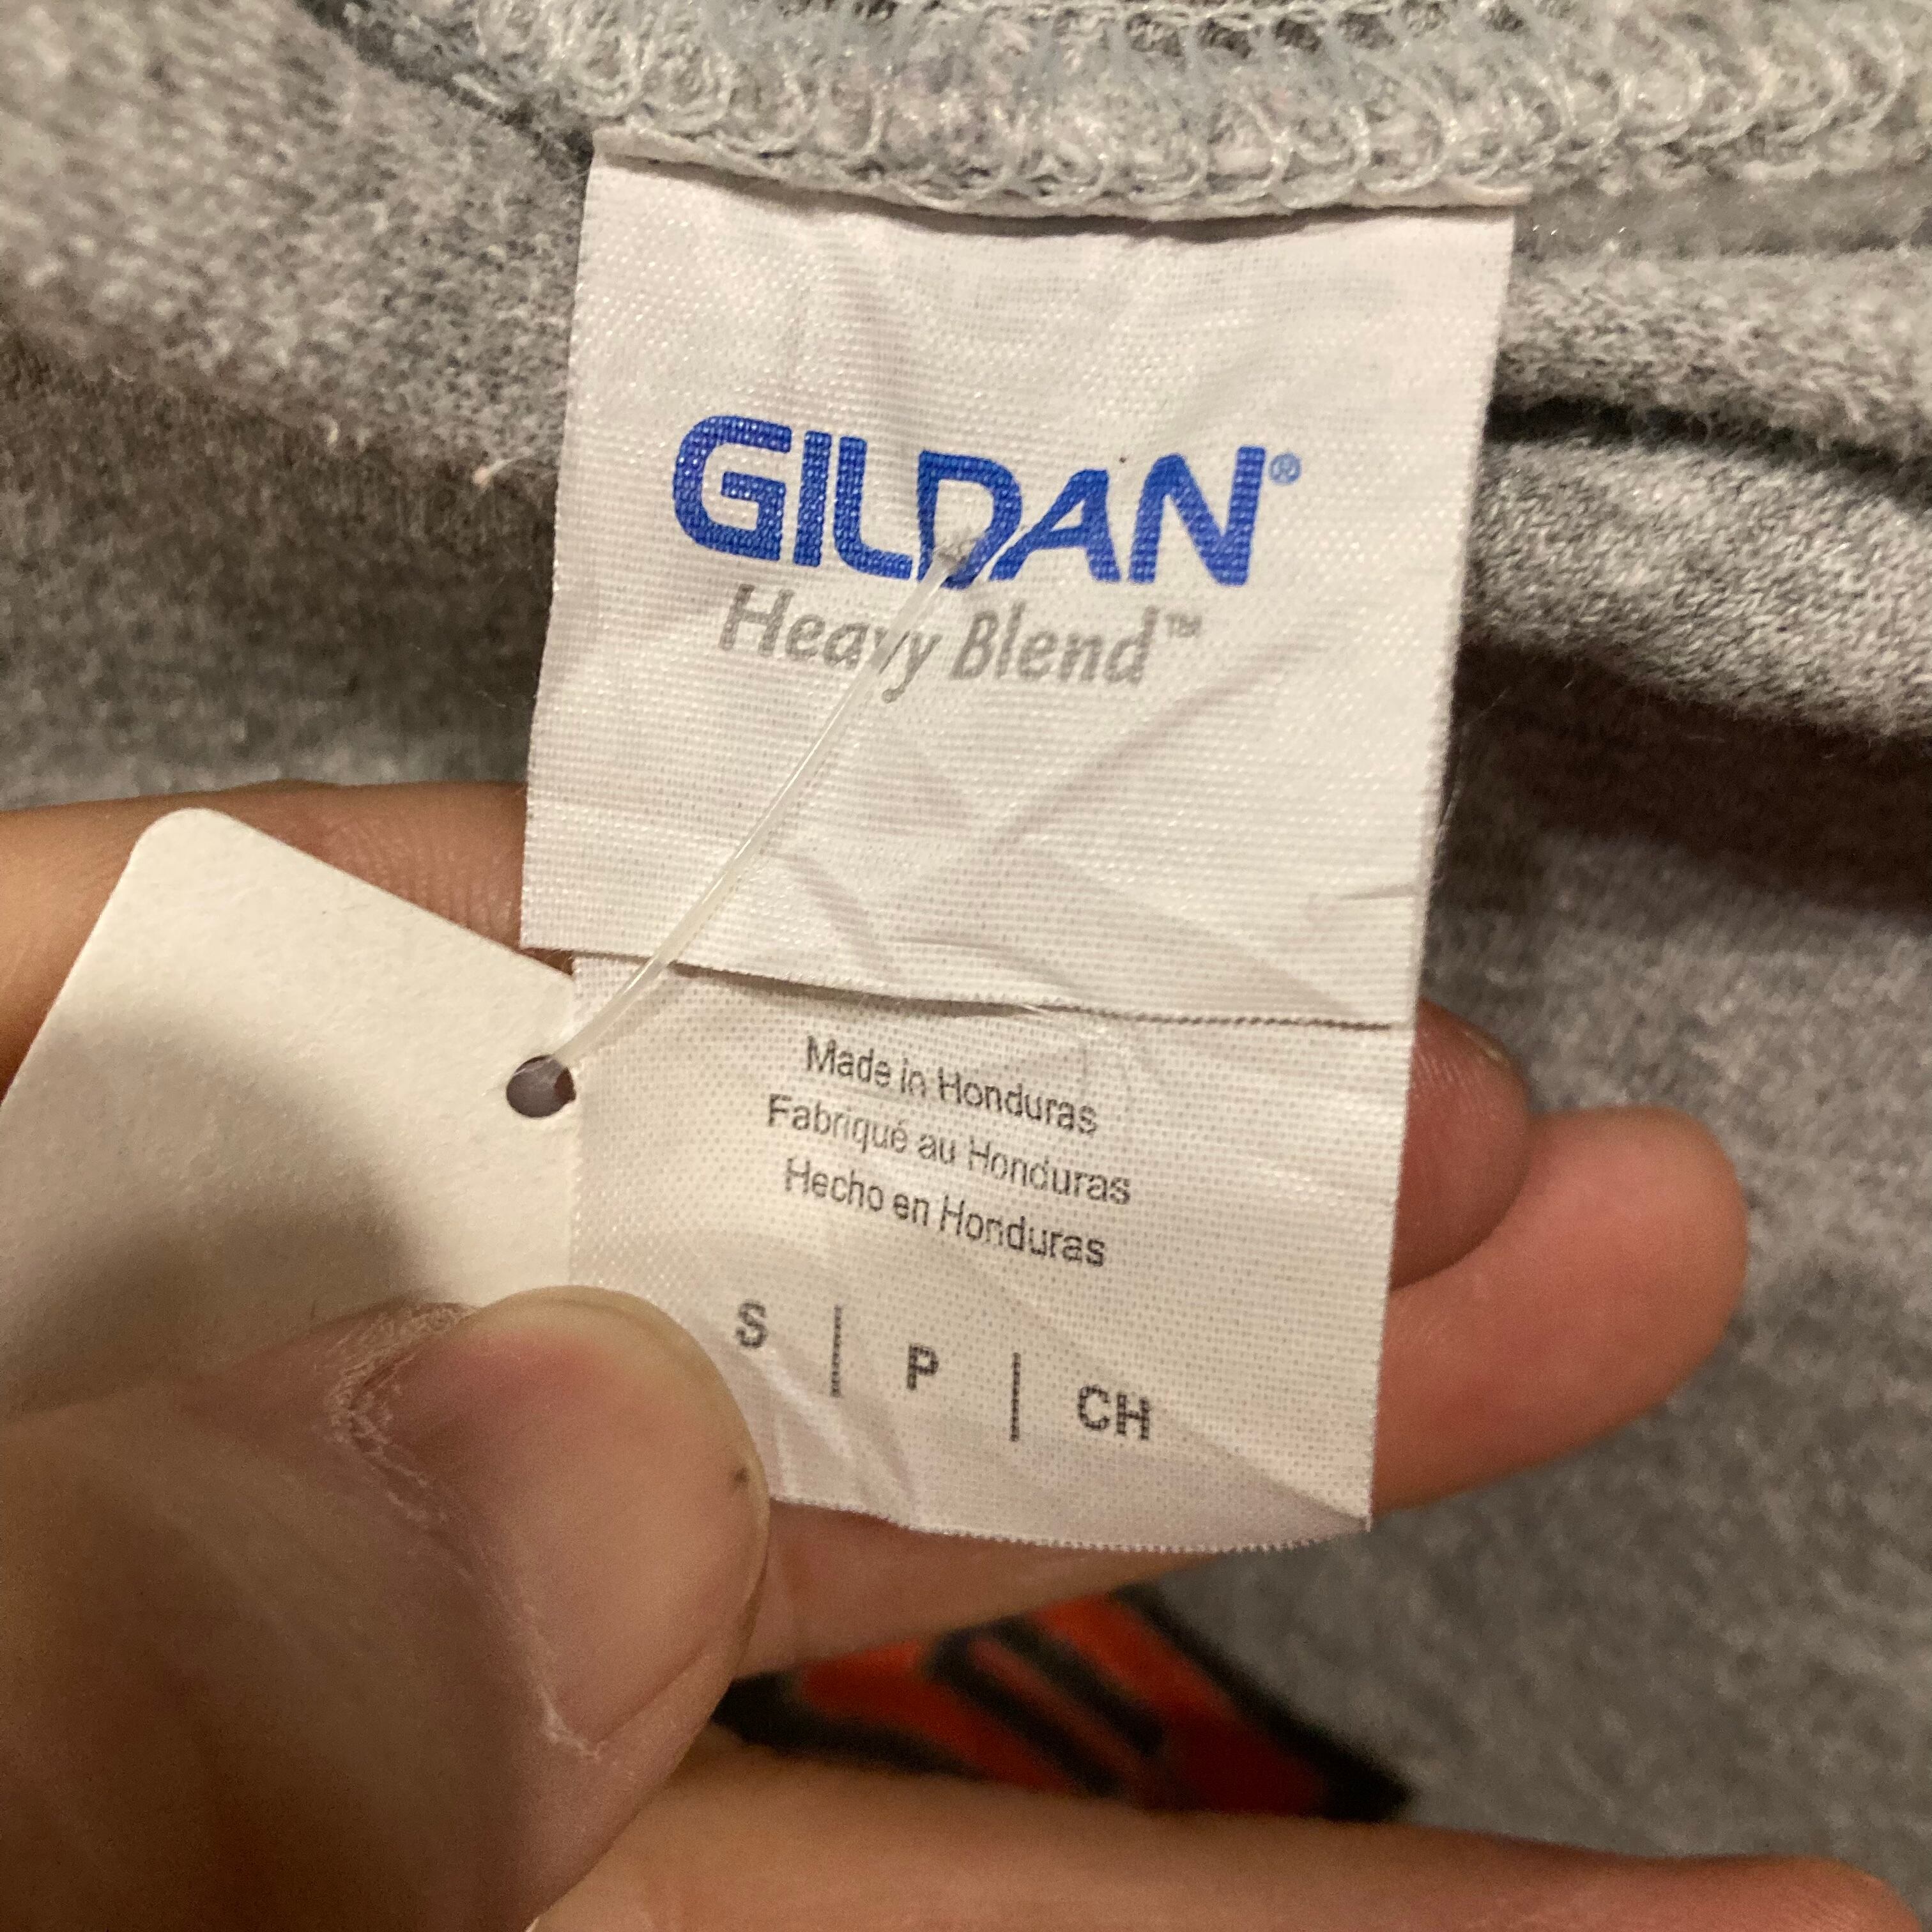 GILDAN®
Heavy Blend™
Made in Honduras
Fabriqué au Honduras
Hecho en Honduras
S | P | CH